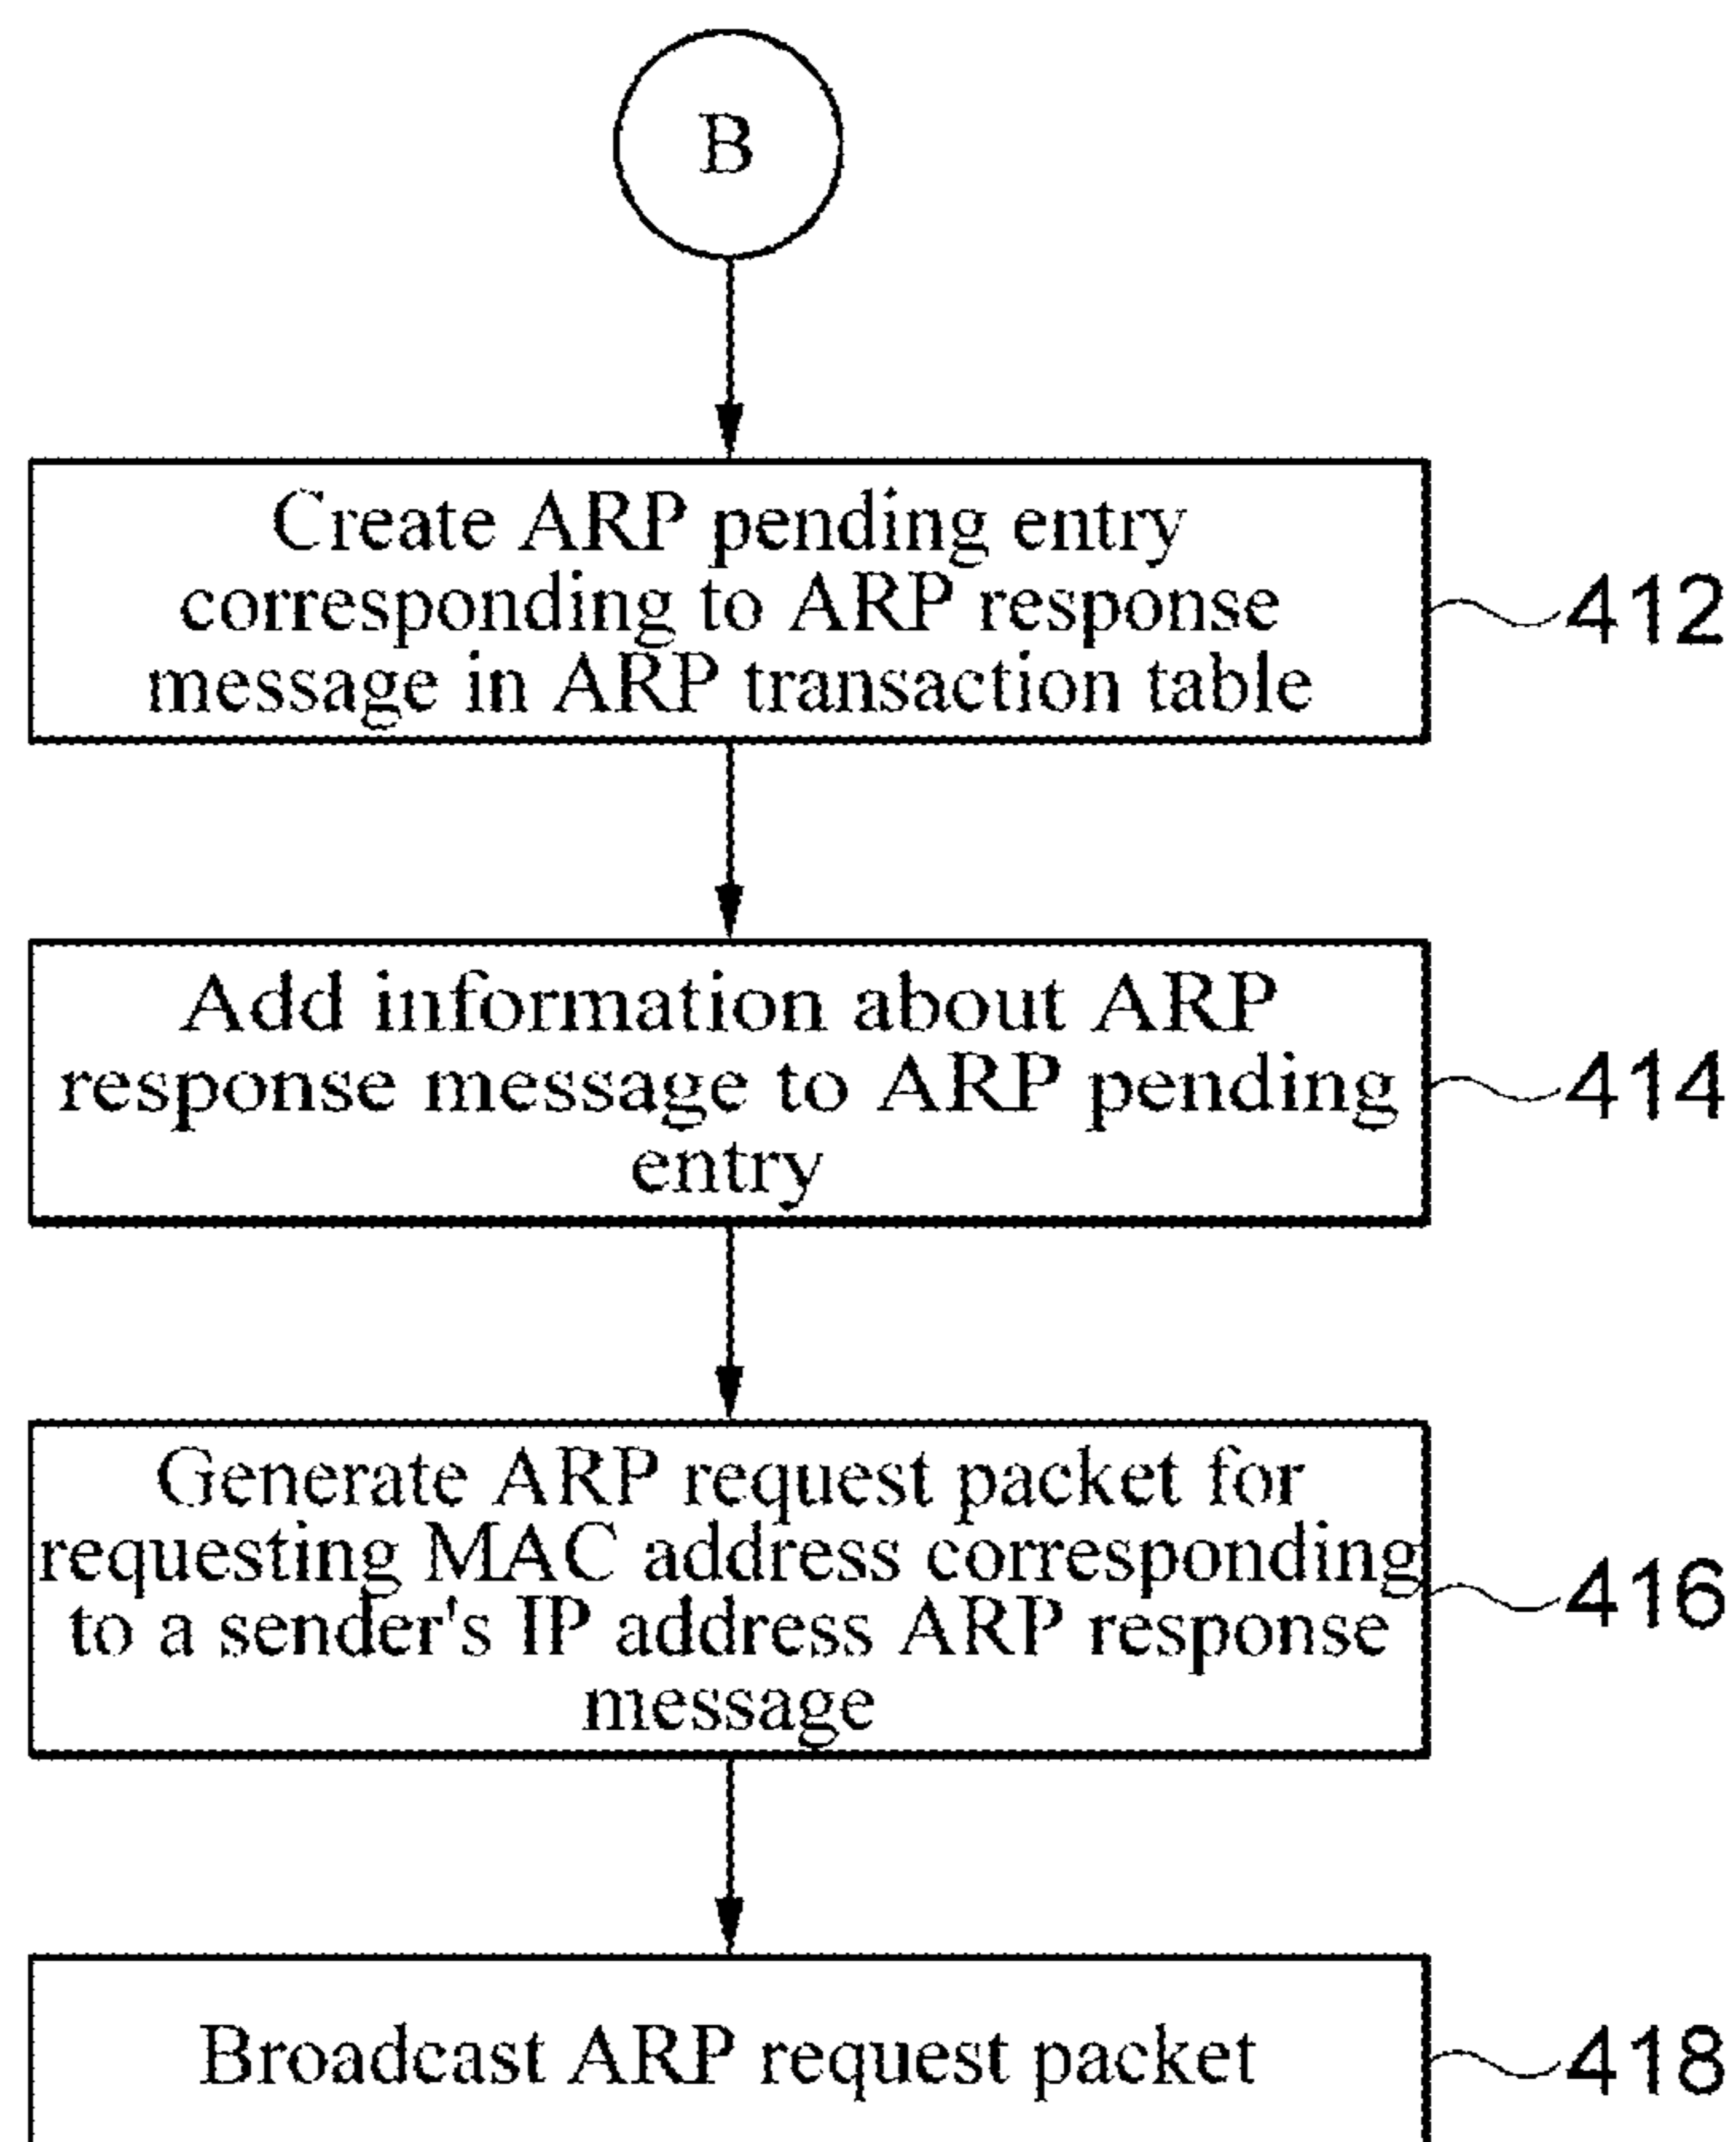 B
Create ARP pending entry
corresponding to ARP response
message in ARP transaction table
412
Add information about ARP
response message to ARP pending
entry
414
Generate ARP request packet for
requesting MAC address corresponding
to a sender's IP address ARP response
message
416
Broadcast ARP request packet
418